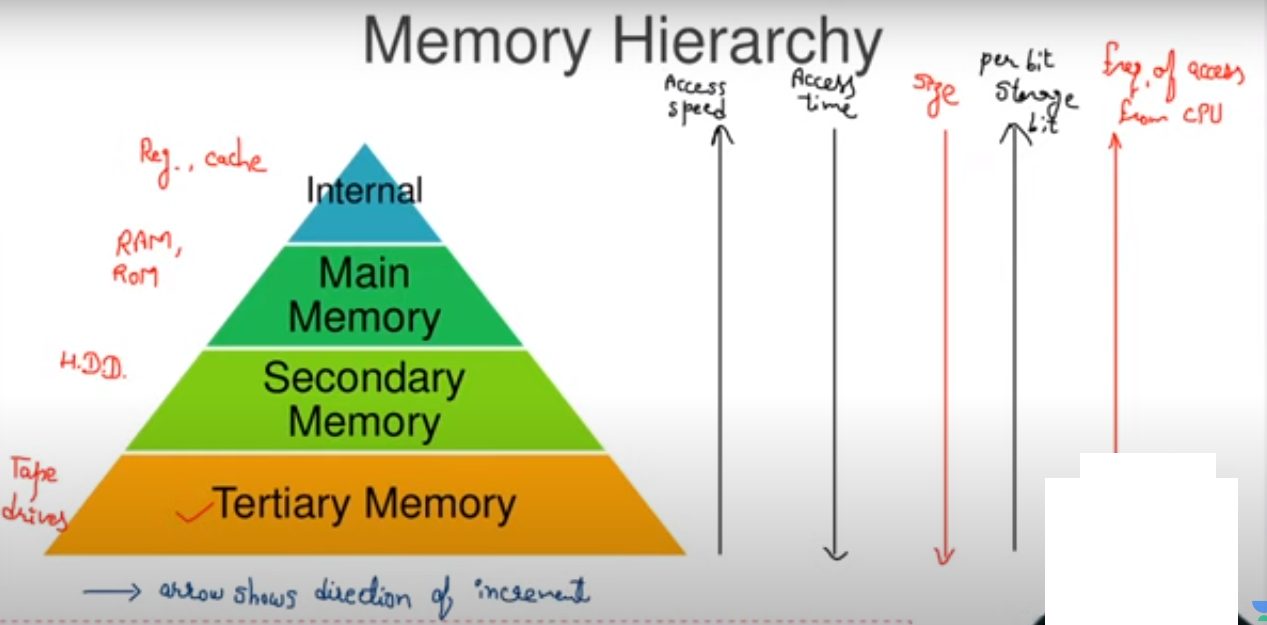 Memory Hierarchy
Access
speed
Access
time
Size
per bit
Storage
bit
freq. of access
from CPU
Reg., cache
Internal
RAM,
ROM
Main
Memory
H.D.D.
Secondary
Memory
Tape
drives
Tertiary Memory
arrow shows direction of increment